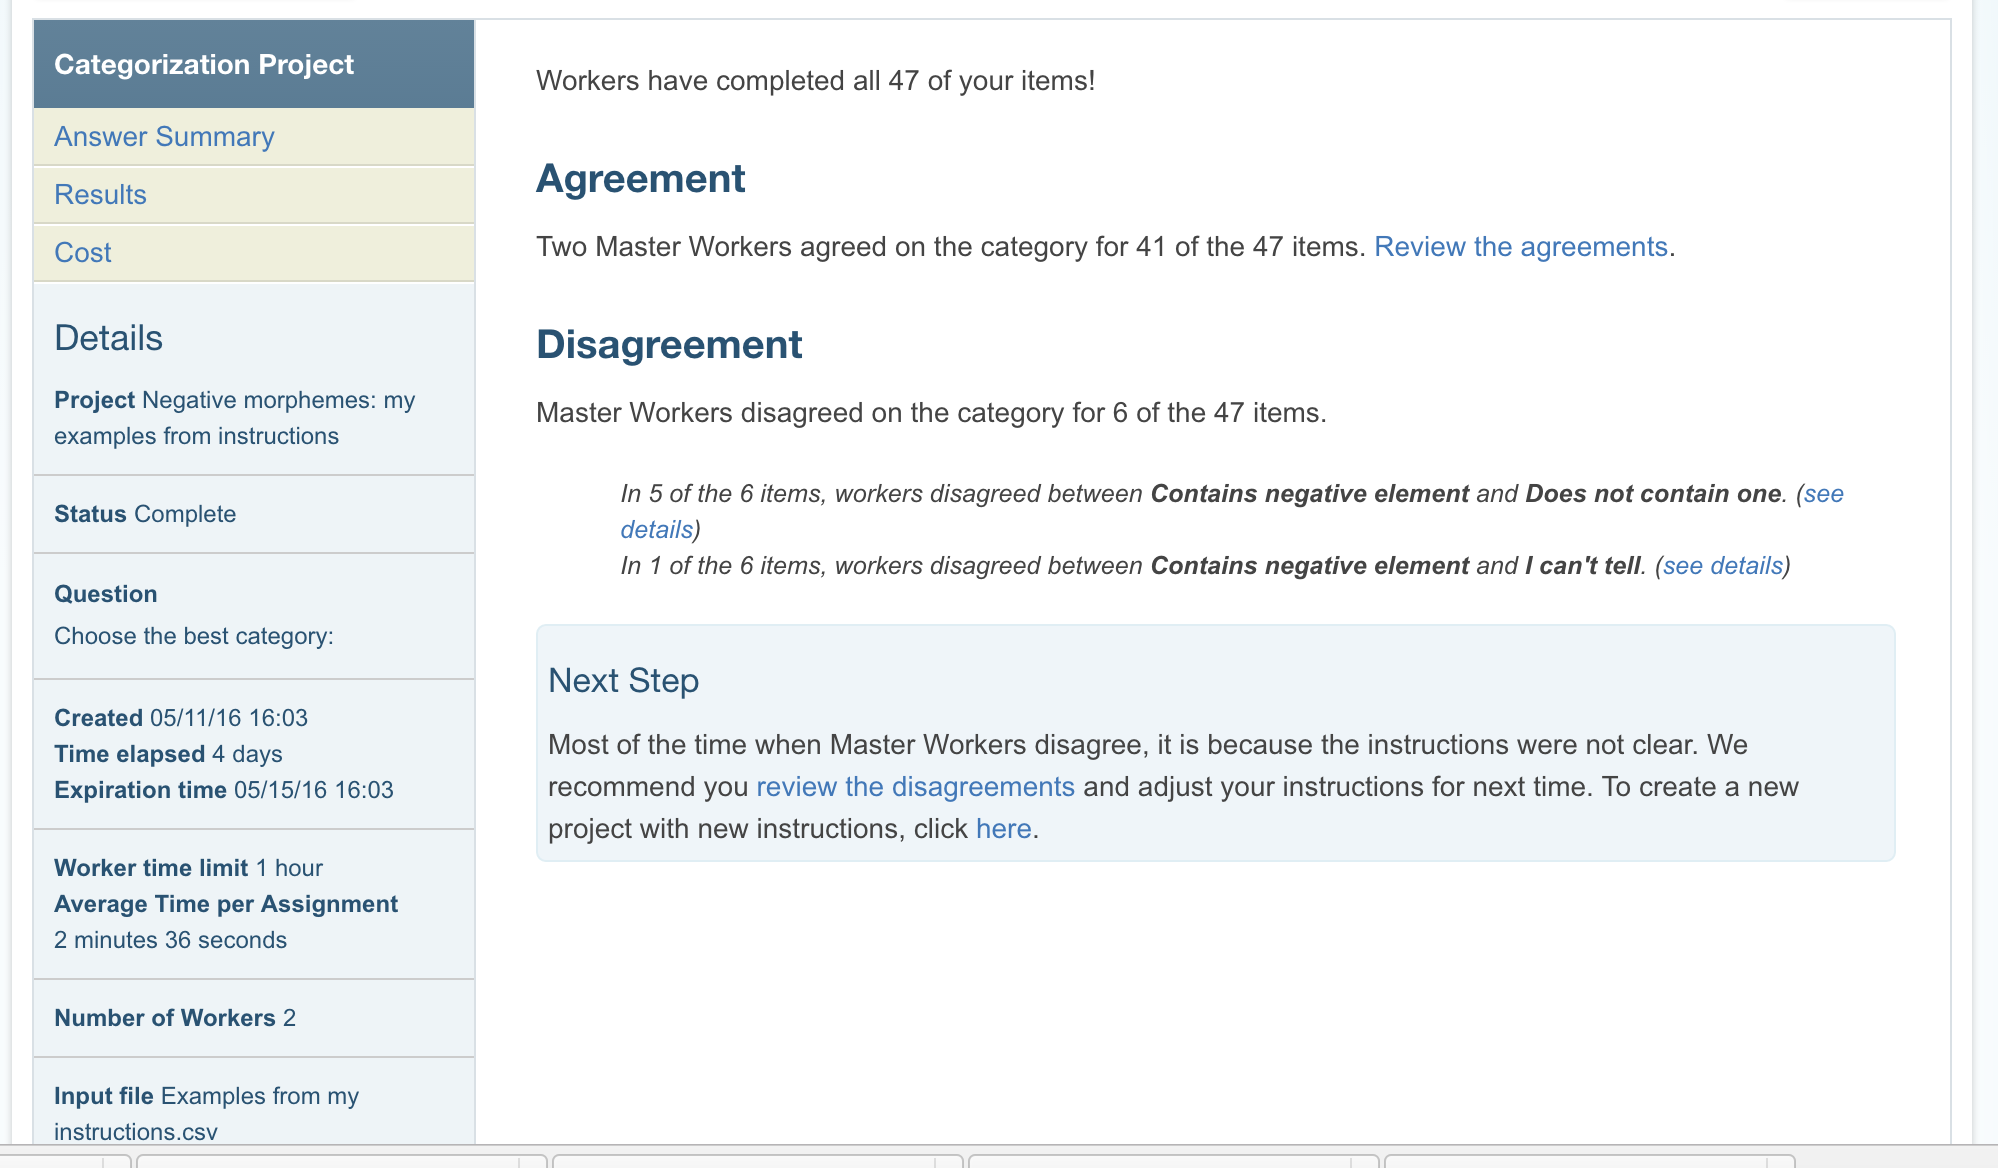 Categorization Project
Answer Summary
Results
Cost
Details
Project Negative morphemes: my
examples from instructions
Status Complete
Question
Choose the best category:
Created 05/11/16 16:03
Time elapsed 4 days
Expiration time 05/15/16 16:03
Worker time limit 1 hour
Average Time per Assignment
2 minutes 36 seconds
Number of Workers 2
Input file Examples from my
instructions.csv
Workers have completed all 47 of your items!
Agreement
Two Master Workers agreed on the category for 41 of the 47 items. Review the agreements.
Disagreement
Master Workers disagreed on the category for 6 of the 47 items.
In 5 of the 6 items, workers disagreed between Contains negative element and Does not contain one. (see
details)
In 1 of the 6 items, workers disagreed between Contains negative element and I can't tell. (see details)
Next Step
Most of the time when Master Workers disagree, it is because the instructions were not clear. We
recommend you review the disagreements and adjust your instructions for next time. To create a new
project with new instructions, click here.